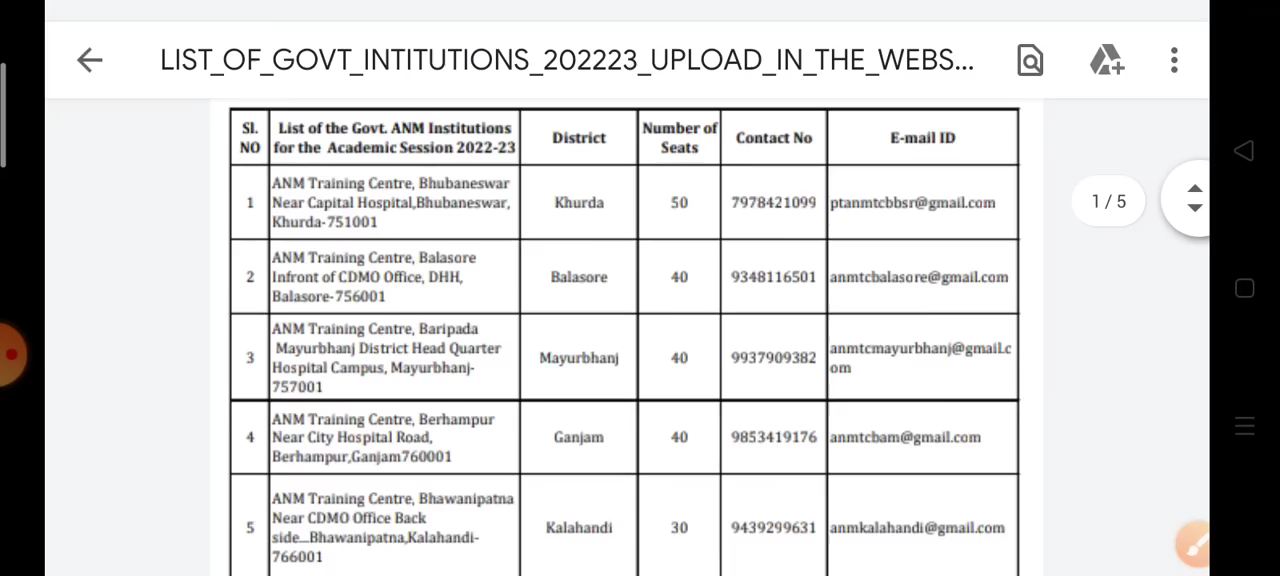 LIST_OF_GOVT_INTITUTIONS_202223_UPLOAD_IN_THE_WEBS...
Sl. NO
List of the Govt. ANM Institutions for the Academic Session 2022-23
District
Number of Seats
Contact No
E-mail ID
1
ANM Training Centre, Bhubaneswar
Near Capital Hospital,Bhubaneswar,
Khurda-751001
Khurda
50
7978421099
ptanmtcbbsr@gmail.com
1 / 5
2
ANM Training Centre, Balasore
Infront of CDMO Office, DHH,
Balasore-756001
Balasore
40
9348116501
anmtcbalasore@gmail.com
3
ANM Training Centre, Baripada
Mayurbhanj District Head Quarter
Hospital Campus, Mayurbhanj-
757001
Mayurbhanj
40
9937909382
anmtcmayurbhanj@gmail.c
om
4
ANM Training Centre, Berhampur
Near City Hospital Road,
Berhampur,Ganjam760001
Ganjam
40
9853419176
anmtcbam@gmail.com
5
ANM Training Centre, Bhawanipatna
Near CDMO Office Back
side...Bhawanipatna,Kalahandi-
766001
Kalahandi
30
9439299631
anmkalahandi@gmail.com